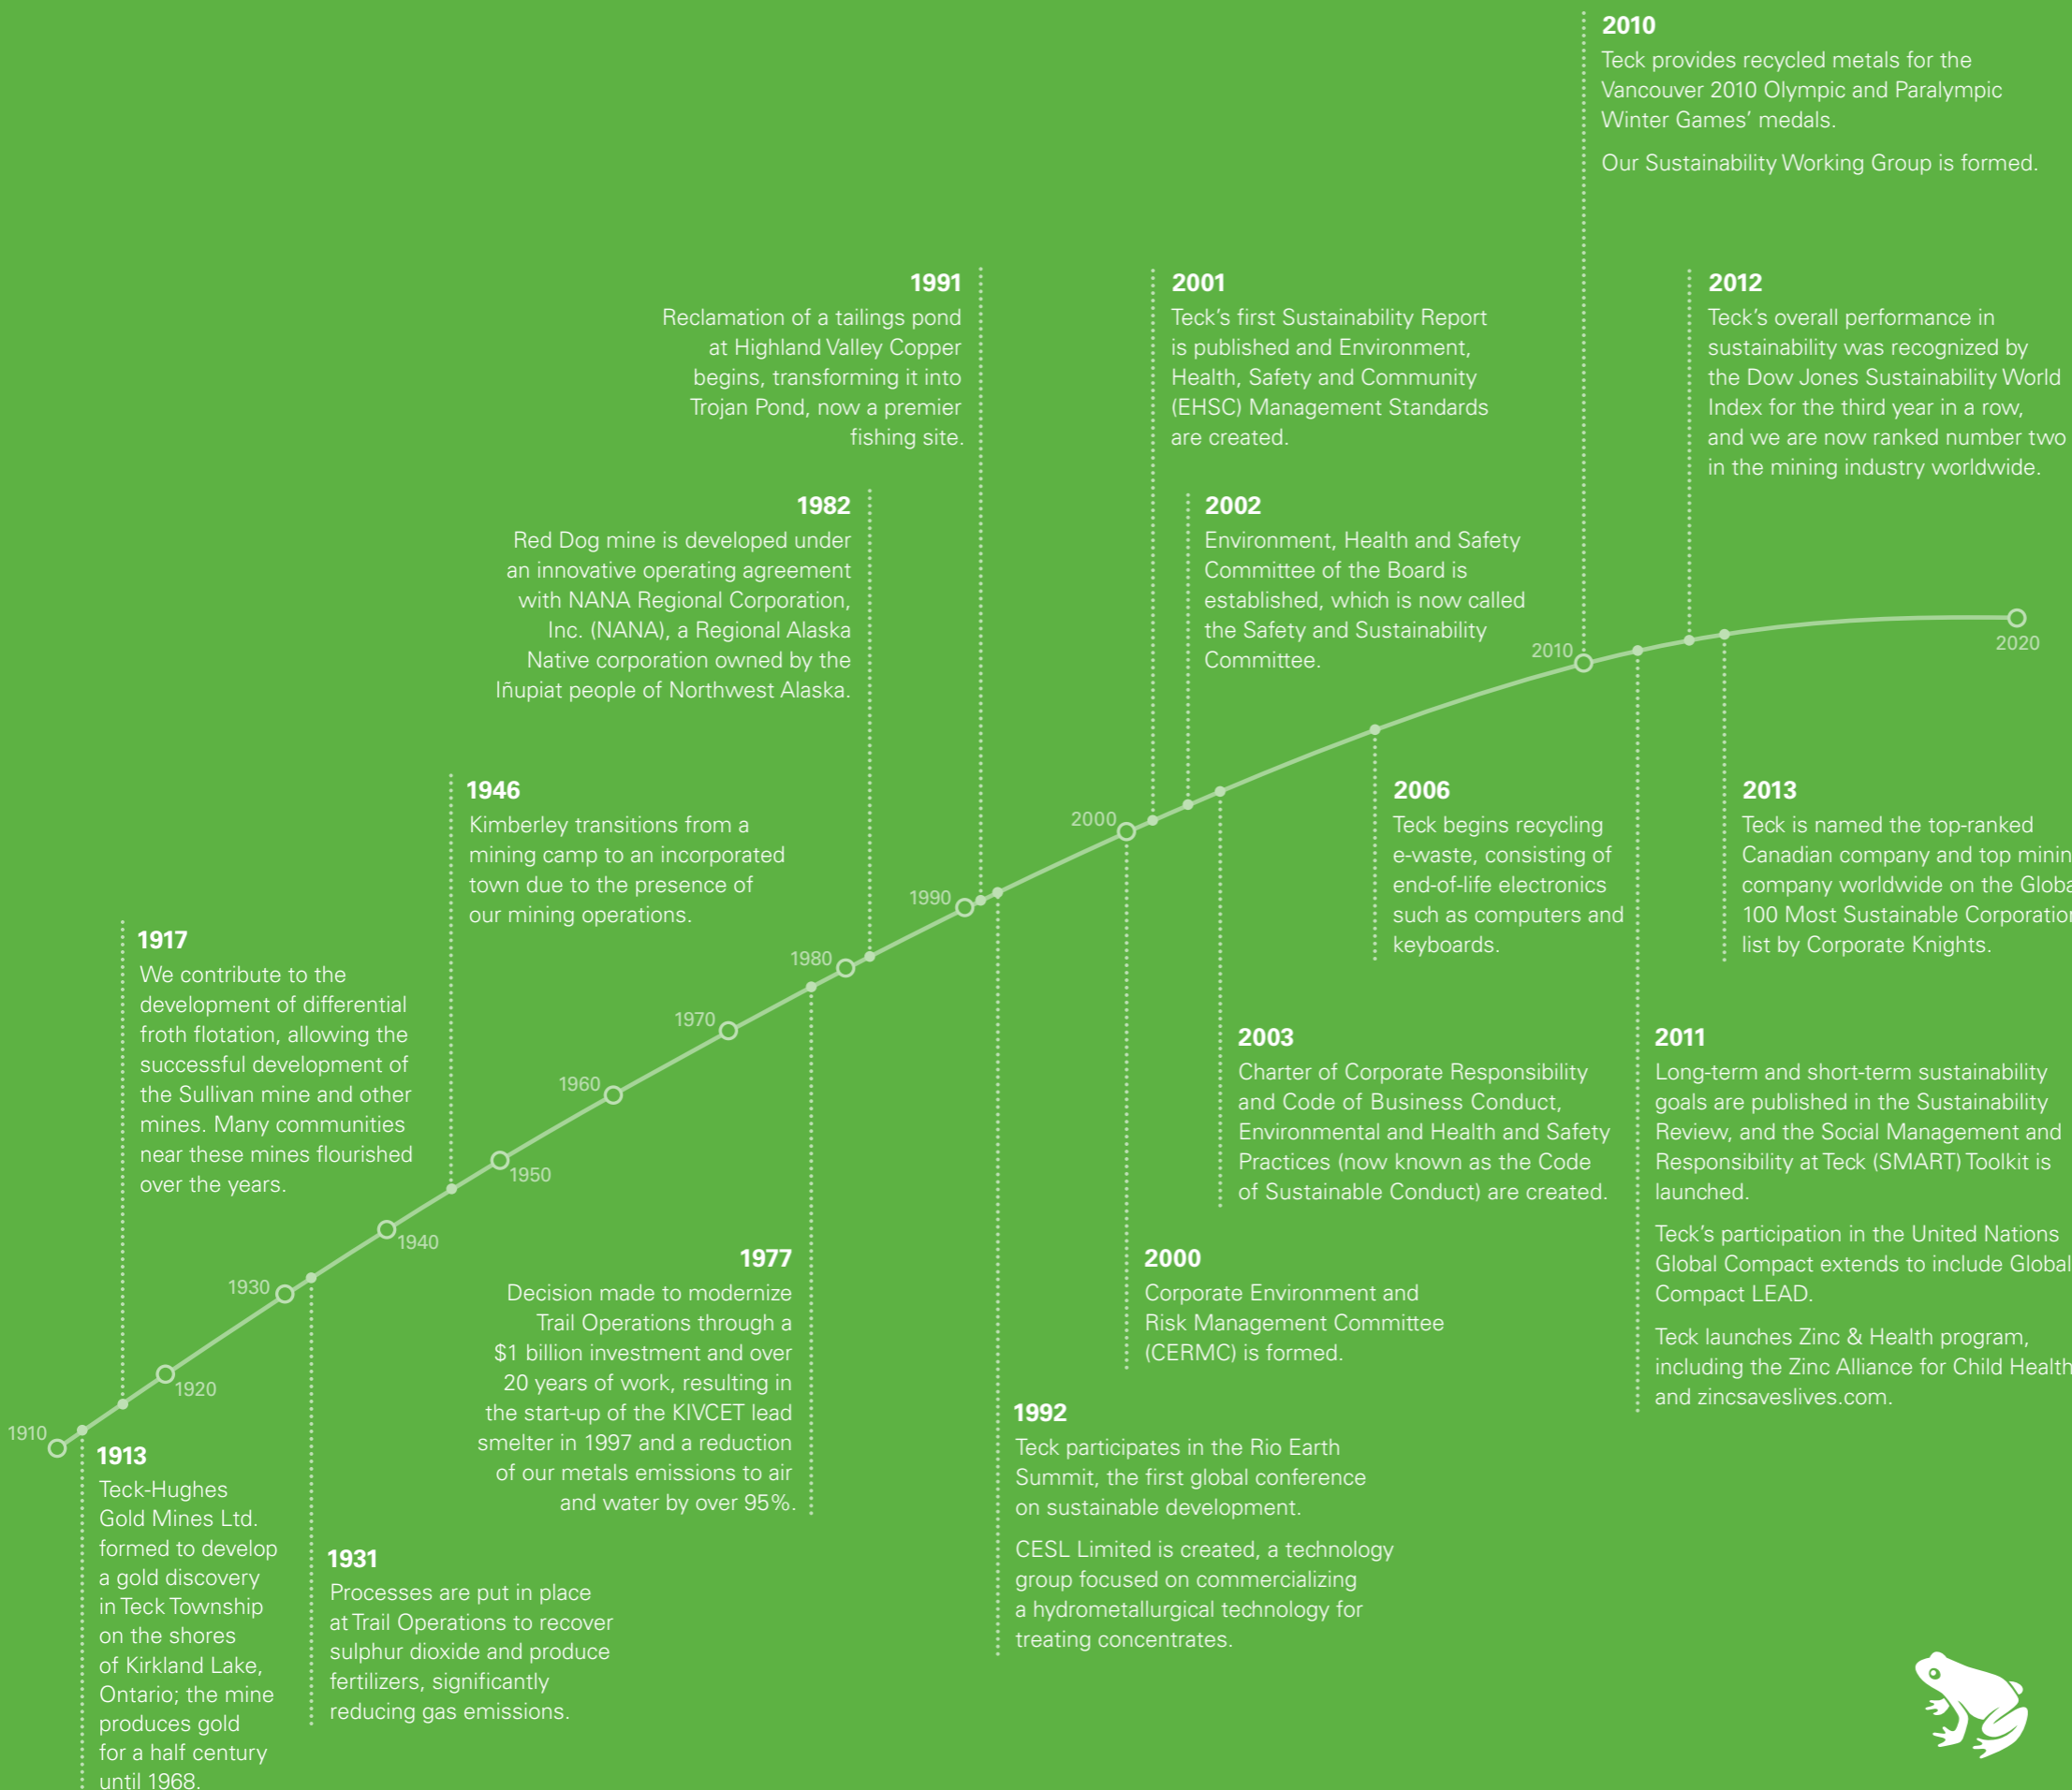 2010
Teck provides recycled metals for the
Vancouver 2010 Olympic and Paralympic
Winter Games’ medals.
Our Sustainability Working Group is formed.
1991
Reclamation of a tailings pond
at Highland Valley Copper
begins, transforming it into
Trojan Pond, now a premier
fishing site.
2001
Teck’s first Sustainability Report
is published and Environment,
Health, Safety and Community
(EHSC) Management Standards
are created.
2012
Teck’s overall performance in
sustainability was recognized by
the Dow Jones Sustainability World
Index for the third year in a row,
and we are now ranked number two
in the mining industry worldwide.
1982
Red Dog mine is developed under
an innovative operating agreement
with NANA Regional Corporation,
Inc. (NANA), a Regional Alaska
Native corporation owned by the
Iñupiat people of Northwest Alaska.
2002
Environment, Health and Safety
Committee of the Board is
established, which is now called
the Safety and Sustainability
Committee.
2010
2020
1946
Kimberley transitions from a
mining camp to an incorporated
town due to the presence of
our mining operations.
2000
2006
Teck begins recycling
e-waste, consisting of
end-of-life electronics
such as computers and
keyboards.
2013
Teck is named the top-ranked
Canadian company and top minin
company worldwide on the Globa
100 Most Sustainable Corporation
list by Corporate Knights.
1990
1917
We contribute to the
development of differential
froth flotation, allowing the
successful development of
the Sullivan mine and other
mines. Many communities
near these mines flourished
over the years.
1980
1970
1960
1950
1940
1930
1920
1910
2003
Charter of Corporate Responsibility
and Code of Business Conduct,
Environmental and Health and Safety
Practices (now known as the Code
of Sustainable Conduct) are created.
2011
Long-term and short-term sustainability
goals are published in the Sustainability
Review, and the Social Management and
Responsibility at Teck (SMART) Toolkit is
launched.
Teck’s participation in the United Nations
Global Compact extends to include Global
Compact LEAD.
Teck launches Zinc & Health program,
including the Zinc Alliance for Child Health
and zincsaveslives.com.
1977
Decision made to modernize
Trail Operations through a
$1 billion investment and over
20 years of work, resulting in
the start-up of the KIVCET lead
smelter in 1997 and a reduction
of our metals emissions to air
and water by over 95%.
2000
Corporate Environment and
Risk Management Committee
(CERMC) is formed.
1992
Teck participates in the Rio Earth
Summit, the first global conference
on sustainable development.
CESL Limited is created, a technology
group focused on commercializing
a hydrometallurgical technology for
treating concentrates.
1913
Teck-Hughes
Gold Mines Ltd.
formed to develop
a gold discovery
in Teck Township
on the shores
of Kirkland Lake,
Ontario; the mine
produces gold
for a half century
until 1968.
1931
Processes are put in place
at Trail Operations to recover
sulphur dioxide and produce
fertilizers, significantly
reducing gas emissions.